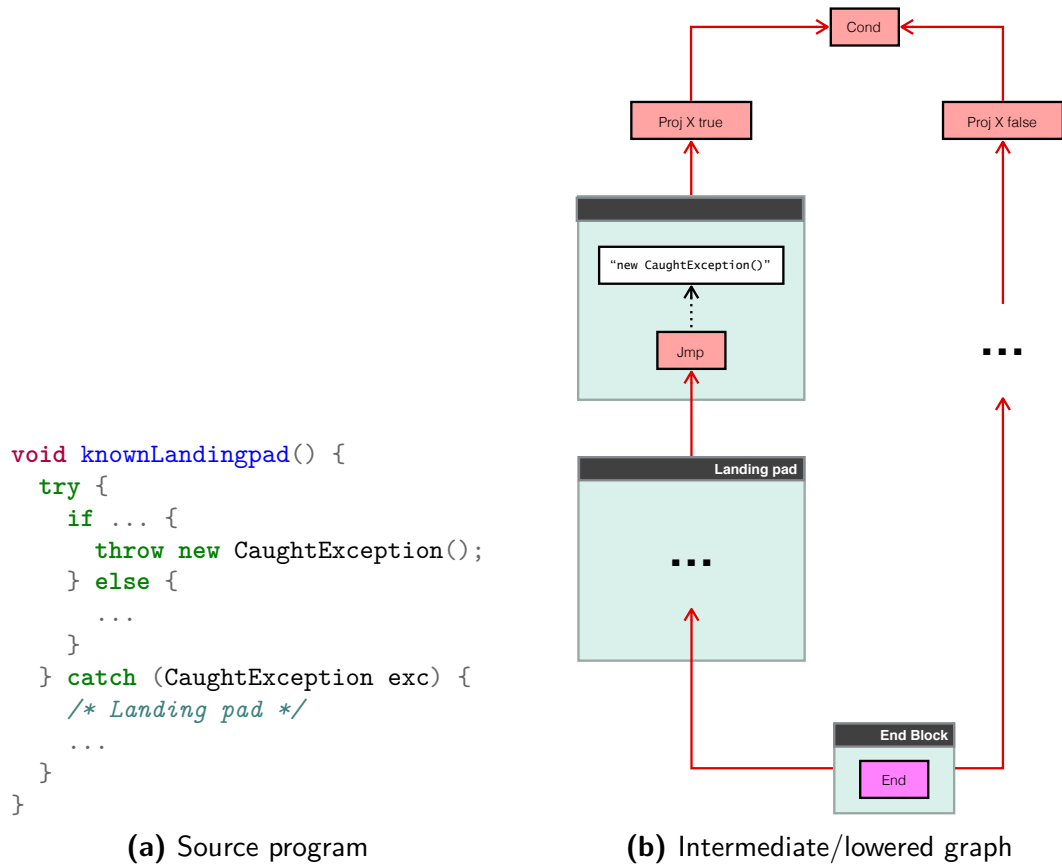 void knownLandingpad() {
  try {
    if ... {
      throw new CaughtException();
    } else {
      ...
    }
  } catch (CaughtException exc) {
    /* Landing pad */
    ...
  }
}
(a) Source program
Cond
Proj X true
Proj X false
“new CaughtException()”
Jmp
...
Landing pad
...
End Block
End
(b) Intermediate/lowered graph